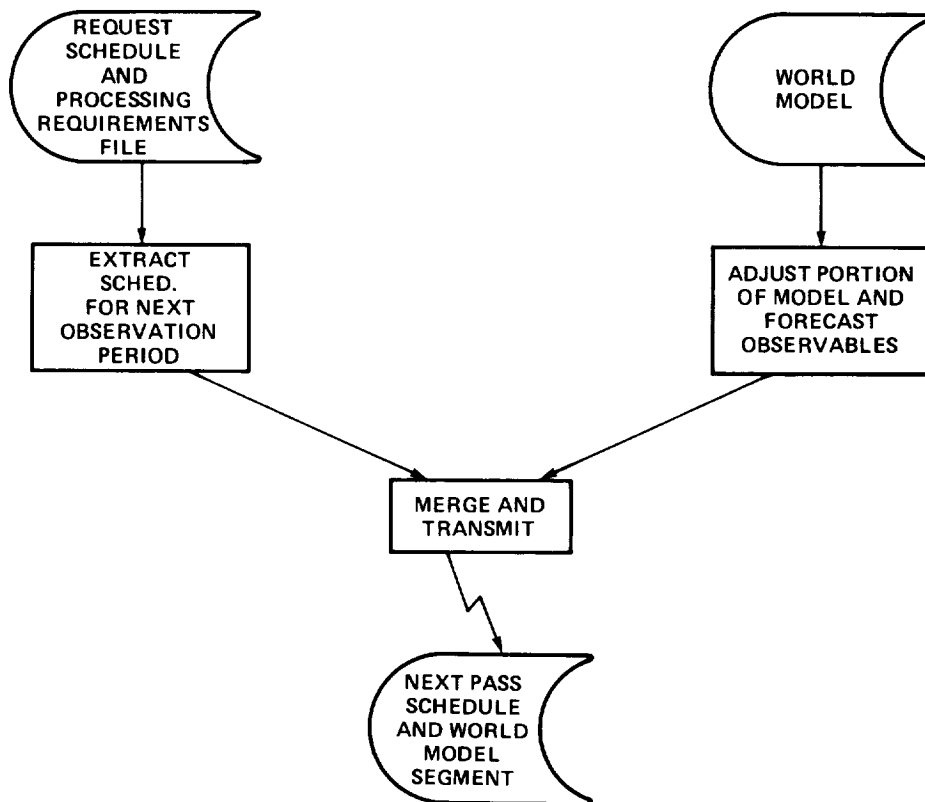 REQUEST
SCHEDULE
AND
PROCESSING
REQUIREMENTS
FILE
WORLD
MODEL
EXTRACT
SCHED.
FOR NEXT
OBSERVATION
PERIOD
ADJUST PORTION
OF MODEL AND
FORECAST
OBSERVABLES
MERGE AND
TRANSMIT
NEXT PASS
SCHEDULE
AND WORLD
MODEL
SEGMENT